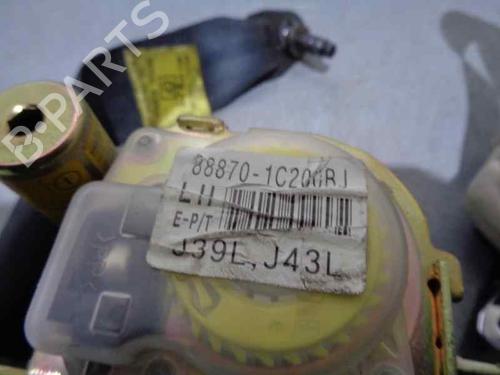 B-PARTS
88870-1C200RJ
LH
E-P/T
J39L, J43L